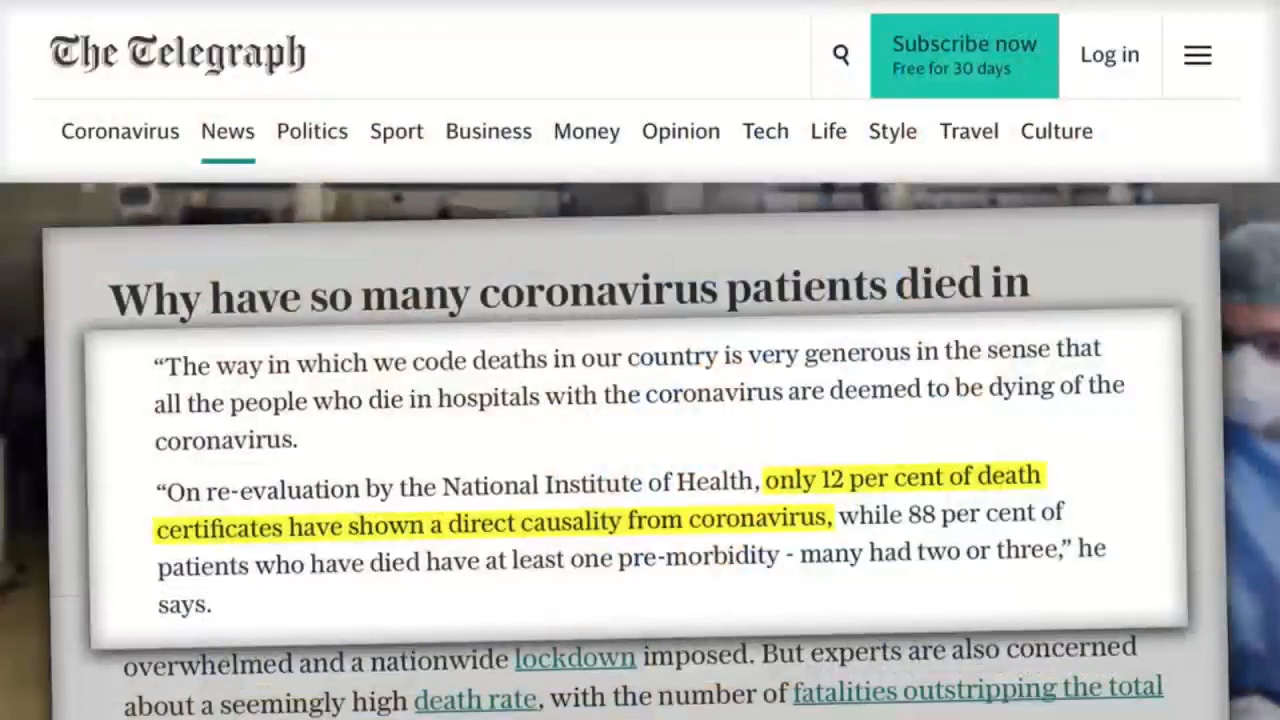 The Telegraph
Subscribe now
Free for 30 days
Log in
Coronavirus News Politics Sport Business Money Opinion Tech Life Style Travel Culture
Why have so many coronavirus patients died in
“The way in which we code deaths in our country is very generous in the sense that
all the people who die in hospitals with the coronavirus are deemed to be dying of the
coronavirus.
“On re-evaluation by the National Institute of Health, only 12 per cent of death
certificates have shown a direct causality from coronavirus, while 88 per cent of
patients who have died have at least one pre-morbidity - many had two or three,” he
says.
overwhelmed and a nationwide lockdown imposed. But experts are also concerned
about a seemingly high death rate, with the number of fatalities outstripping the total